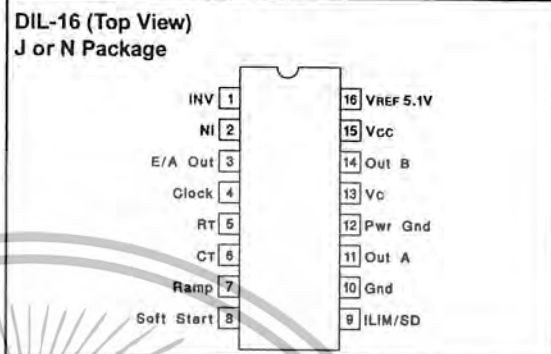 DIL-16 (Top View)
J or N Package
INV 1
NI 2
E/A Out 3
Clock 4
RT 5
CT 6
Ramp 7
Soft Start 8
16 VREF 5.1V
15 Vcc
14 Out B
13 Vc
12 Pwr Gnd
11 Out A
10 Gnd
9 ILIM/SD